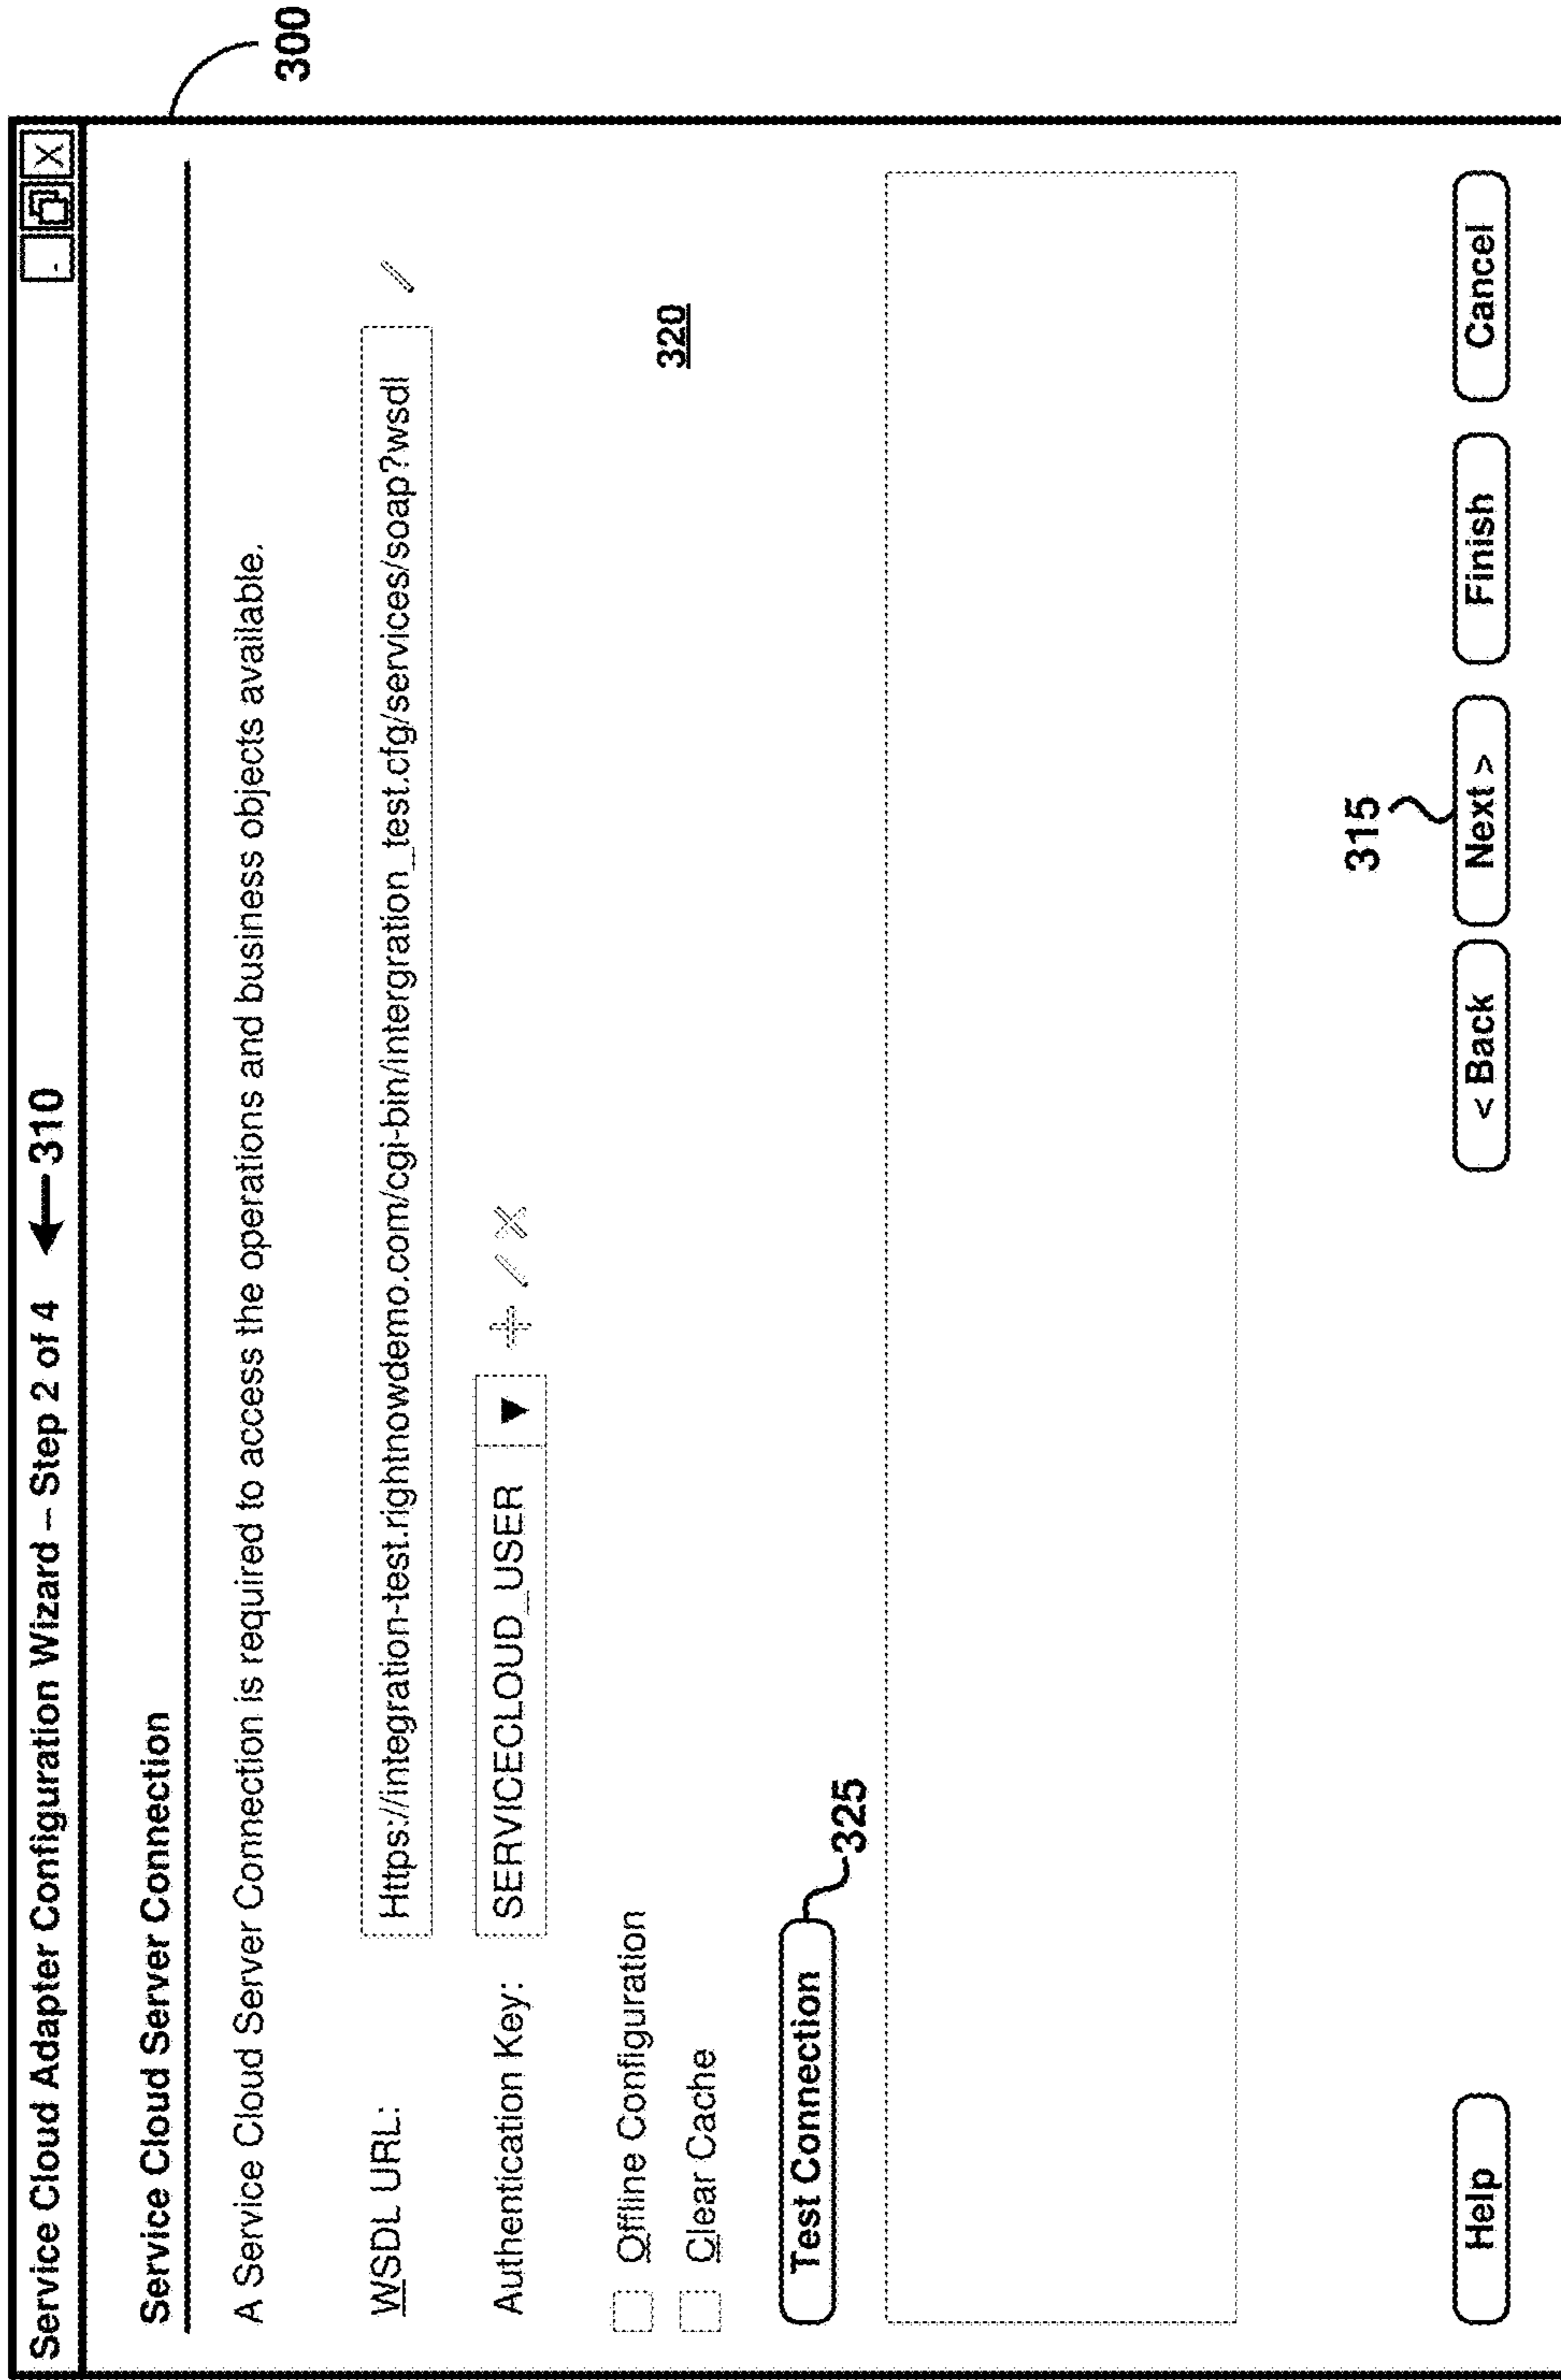 Service Cloud Adapter Configuration Wizard – Step 2 of 4 310
- X
300
Service Cloud Server Connection
A Service Cloud Server Connection is required to access the operations and business objects available.
WSDL URL: Https://integration-test.rightnowdemo.com/cgi-bin/intergration_test.cfg/services/soap?wsdl
Authentication Key: SERVICECLOUD_USER
Offline Configuration
320
Clear Cache
Test Connection
325
315
Help < Back Next > Finish Cancel